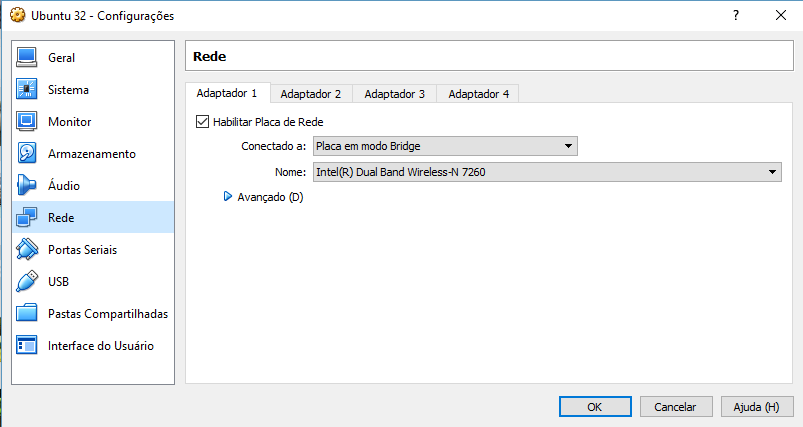 Ubuntu 32 - Configurações
?
Geral
Sistema
Monitor
Armazenamento
Áudio
Rede
Portas Seriais
USB
Pastas Compartilhadas
Interface do Usuário
Rede
Adaptador 1 Adaptador 2 Adaptador 3 Adaptador 4
Habilitar Placa de Rede
Conectado a: Placa em modo Bridge
Nome: Intel(R) Dual Band Wireless-N 7260
Avançado (D)
OK Cancelar Ajuda (H)